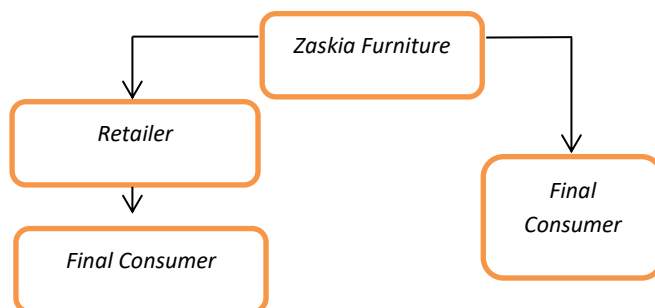 Zaskia Furniture
Retailer
Final Consumer
Final
Consumer